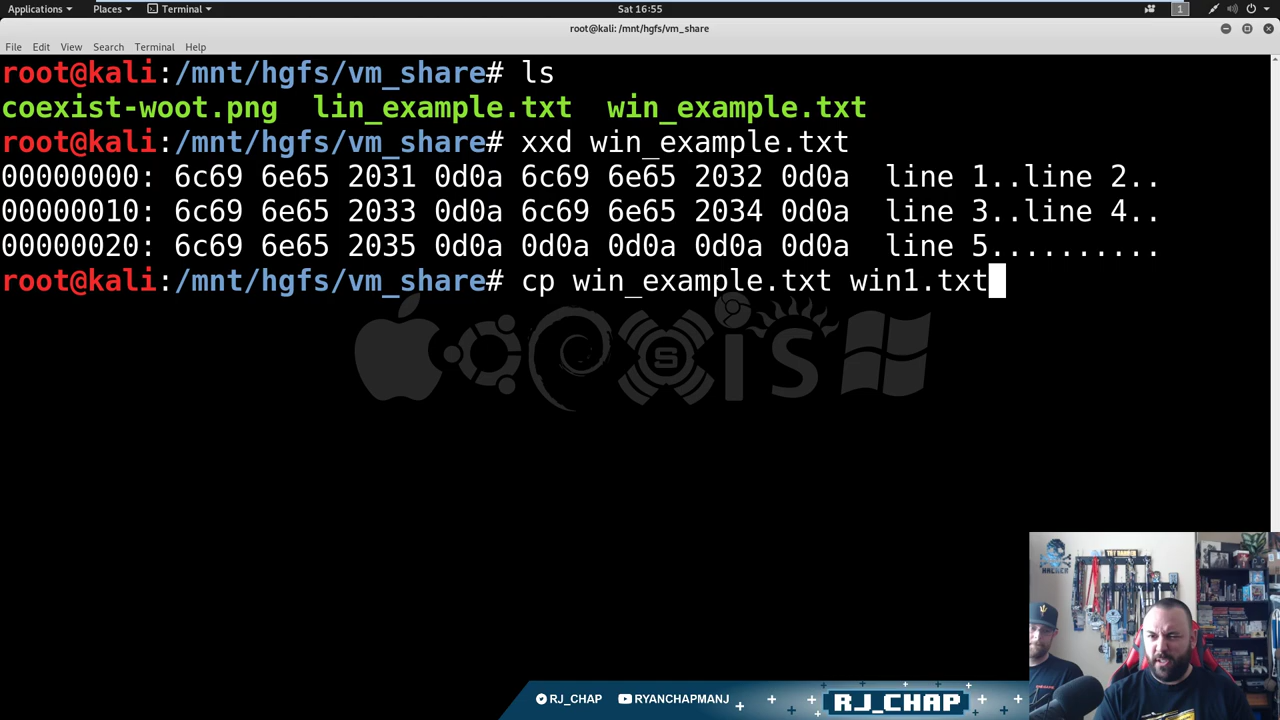 Applications Places Terminal Sat 16:55 1
root@kali: /mnt/hgfs/vm_share
File Edit View Search Terminal Help
root@kali:/mnt/hgfs/vm_share# ls
coexist-woot.png lin_example.txt win_example.txt
root@kali:/mnt/hgfs/vm_share# xxd win_example.txt
00000000: 6c69 6e65 2031 0d0a 6c69 6e65 2032 0d0a line 1..line 2..
00000010: 6c69 6e65 2033 0d0a 6c69 6e65 2034 0d0a line 3..line 4..
00000020: 6c69 6e65 2035 0d0a 0d0a 0d0a 0d0a 0d0a line 5..........
root@kali:/mnt/hgfs/vm_share# cp win_example.txt win1.txt
RJ_CHAP RYANCHAPMANJ RJ_CHAP